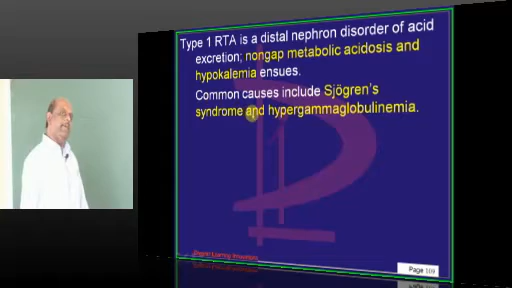 Type 1 RTA is a distal nephron disorder of acid
excretion; nongap metabolic acidosis and
hypokalemia ensues.
Common causes include Sjögren's
syndrome and hypergammaglobulinemia.
Page 109